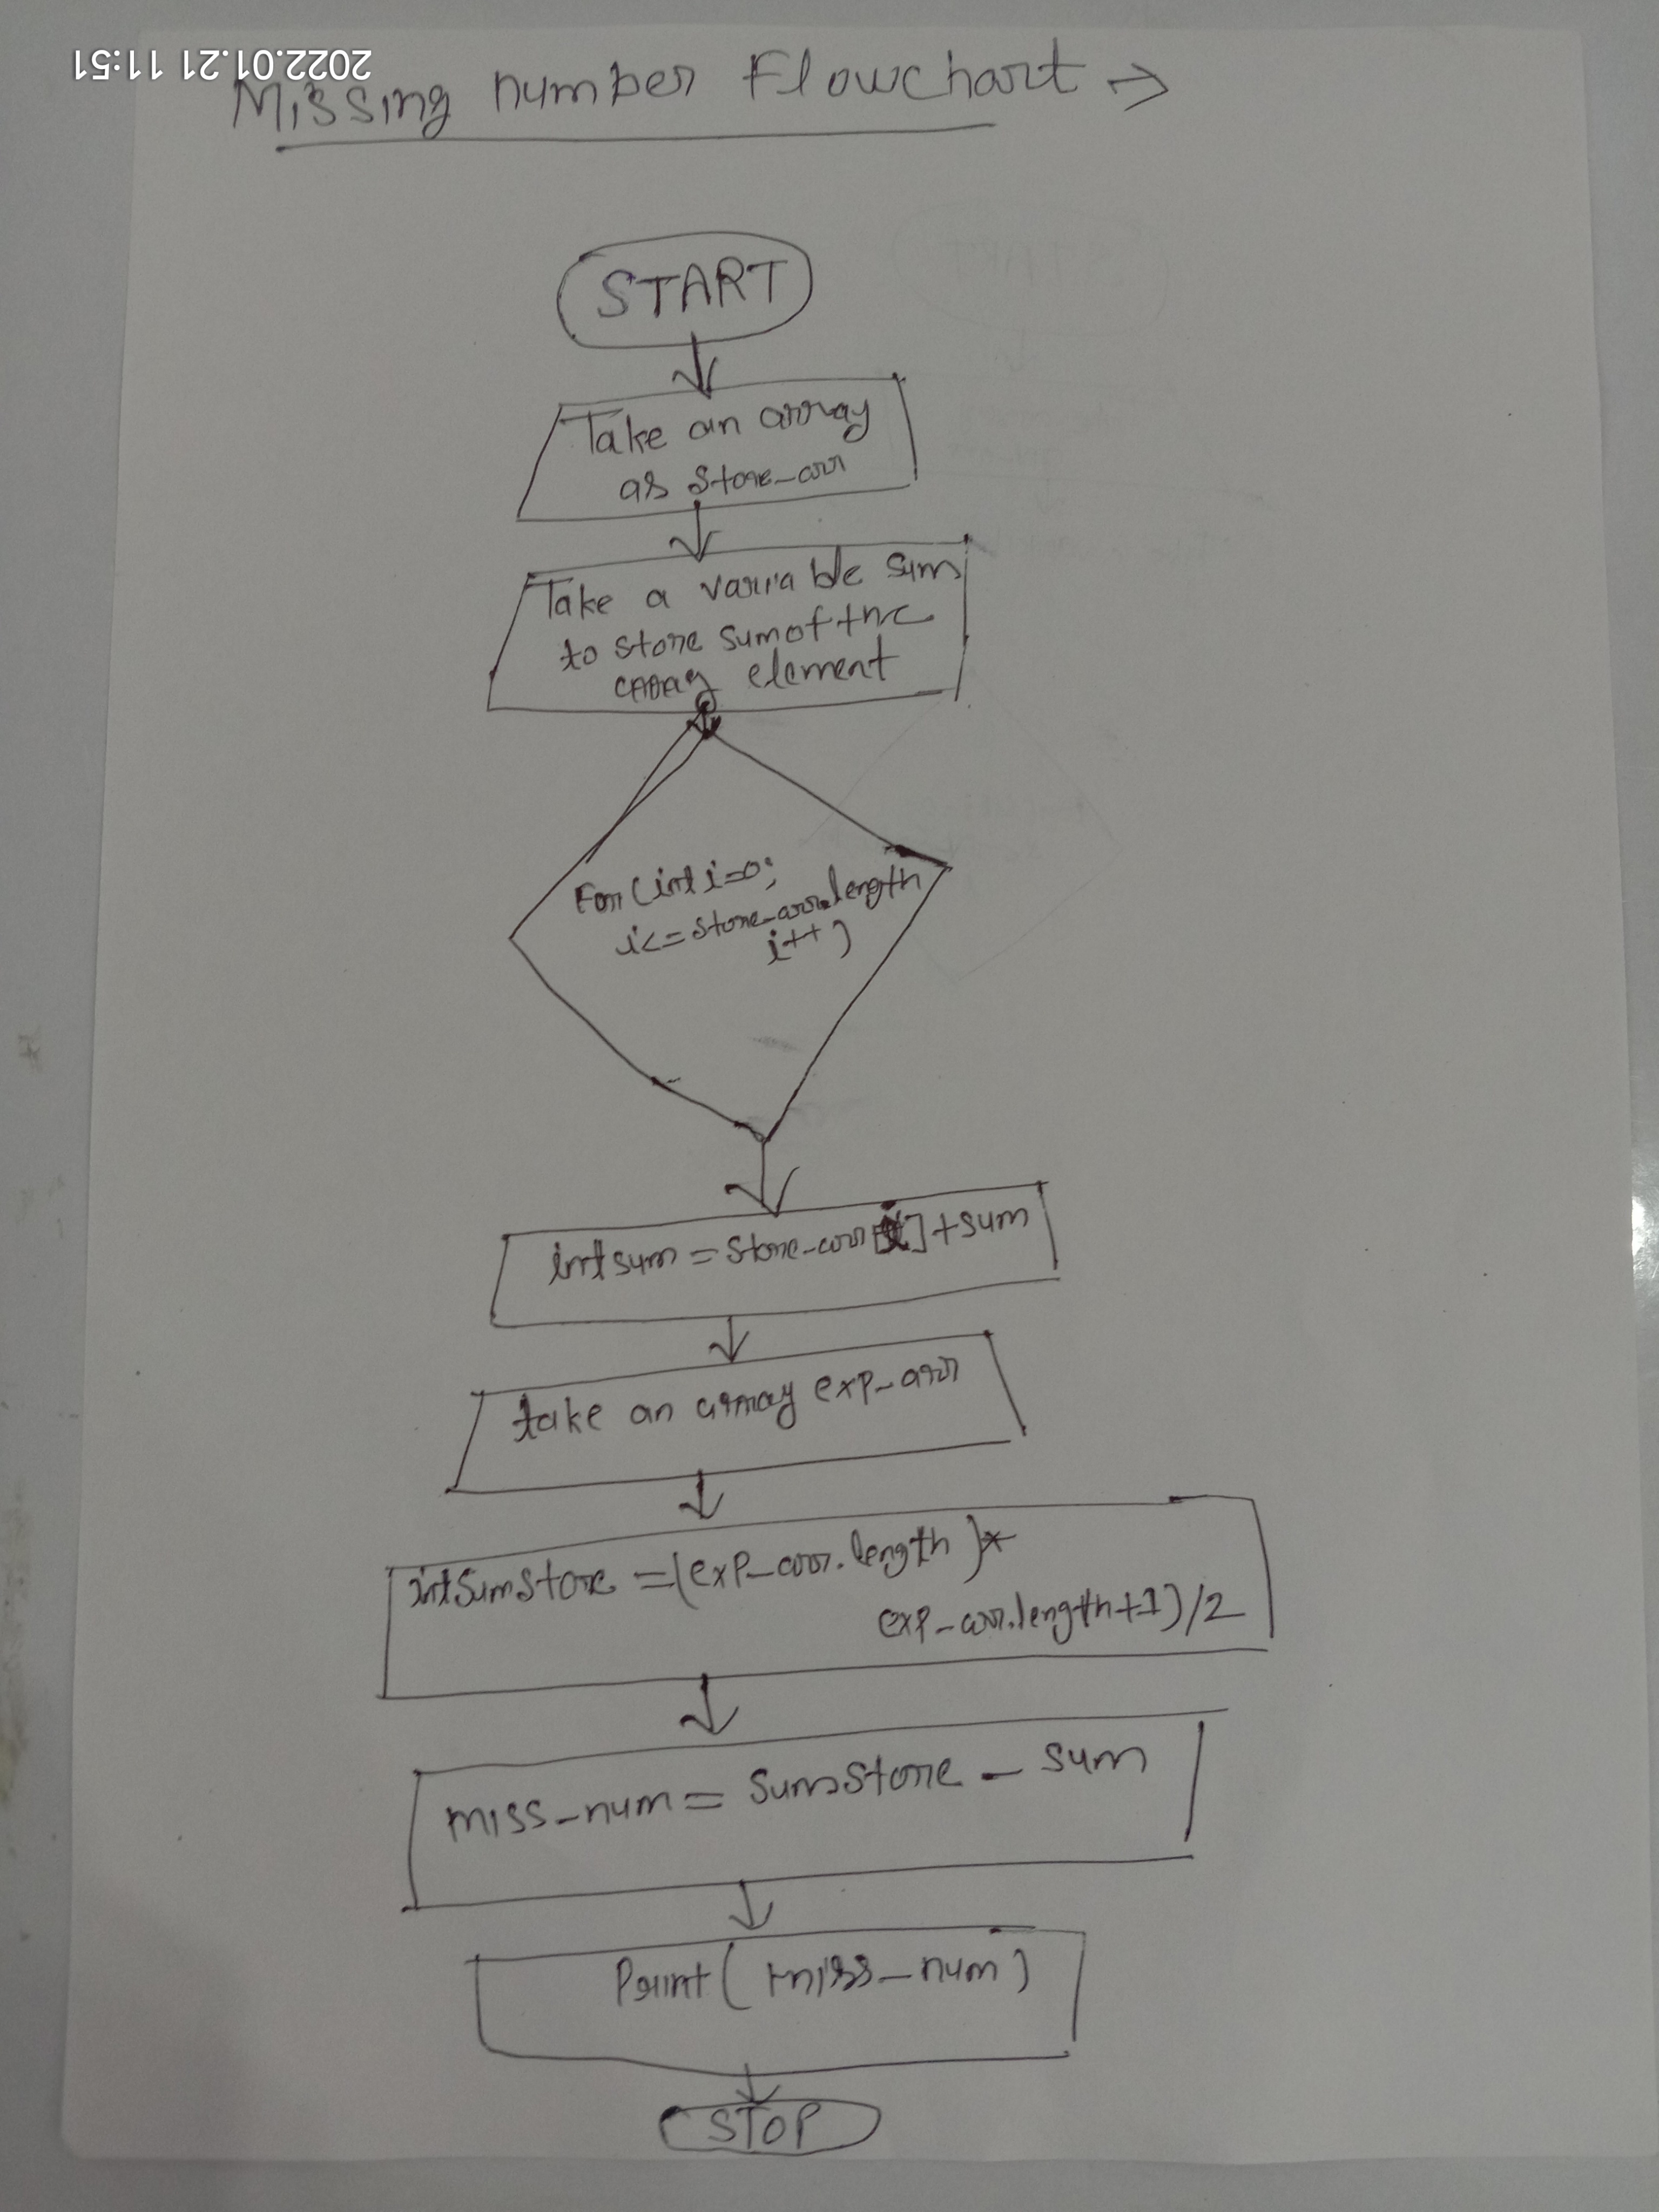 2022.01.21 11:51
Missing number Flowchart →
START
Take an array
as store_arr
Take a variable sum
to store sum of the
array element
For (int i=0;
i<=store_arr.length
i++)
int sum = store_arr[i]+sum
take an array exp_arr
int sumstore =(exp_arr.length)*
exp_arr.length+1)/2
miss_num = sumstore - sum
Print (miss_num)
STOP